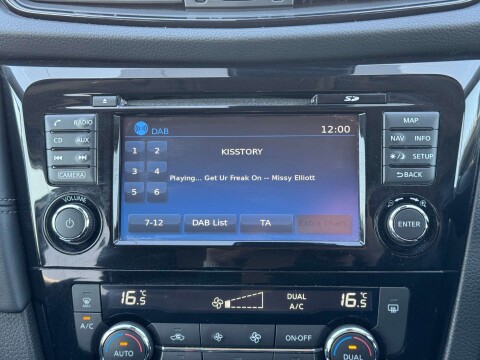 SD
RADIO
CD AUX
CAMERA
VOLUME
DAB 12:00
KISSTORY
1 2
3 4
5 6
Playing... Get Ur Freak On -- Missy Elliott
7-12 DAB List TA
MAP
NAV INFO
SETUP
BACK
ENTER
16.5°C
DUAL
A/C
16.5°C
A/C
ON·OFF
AUTO
DUAL